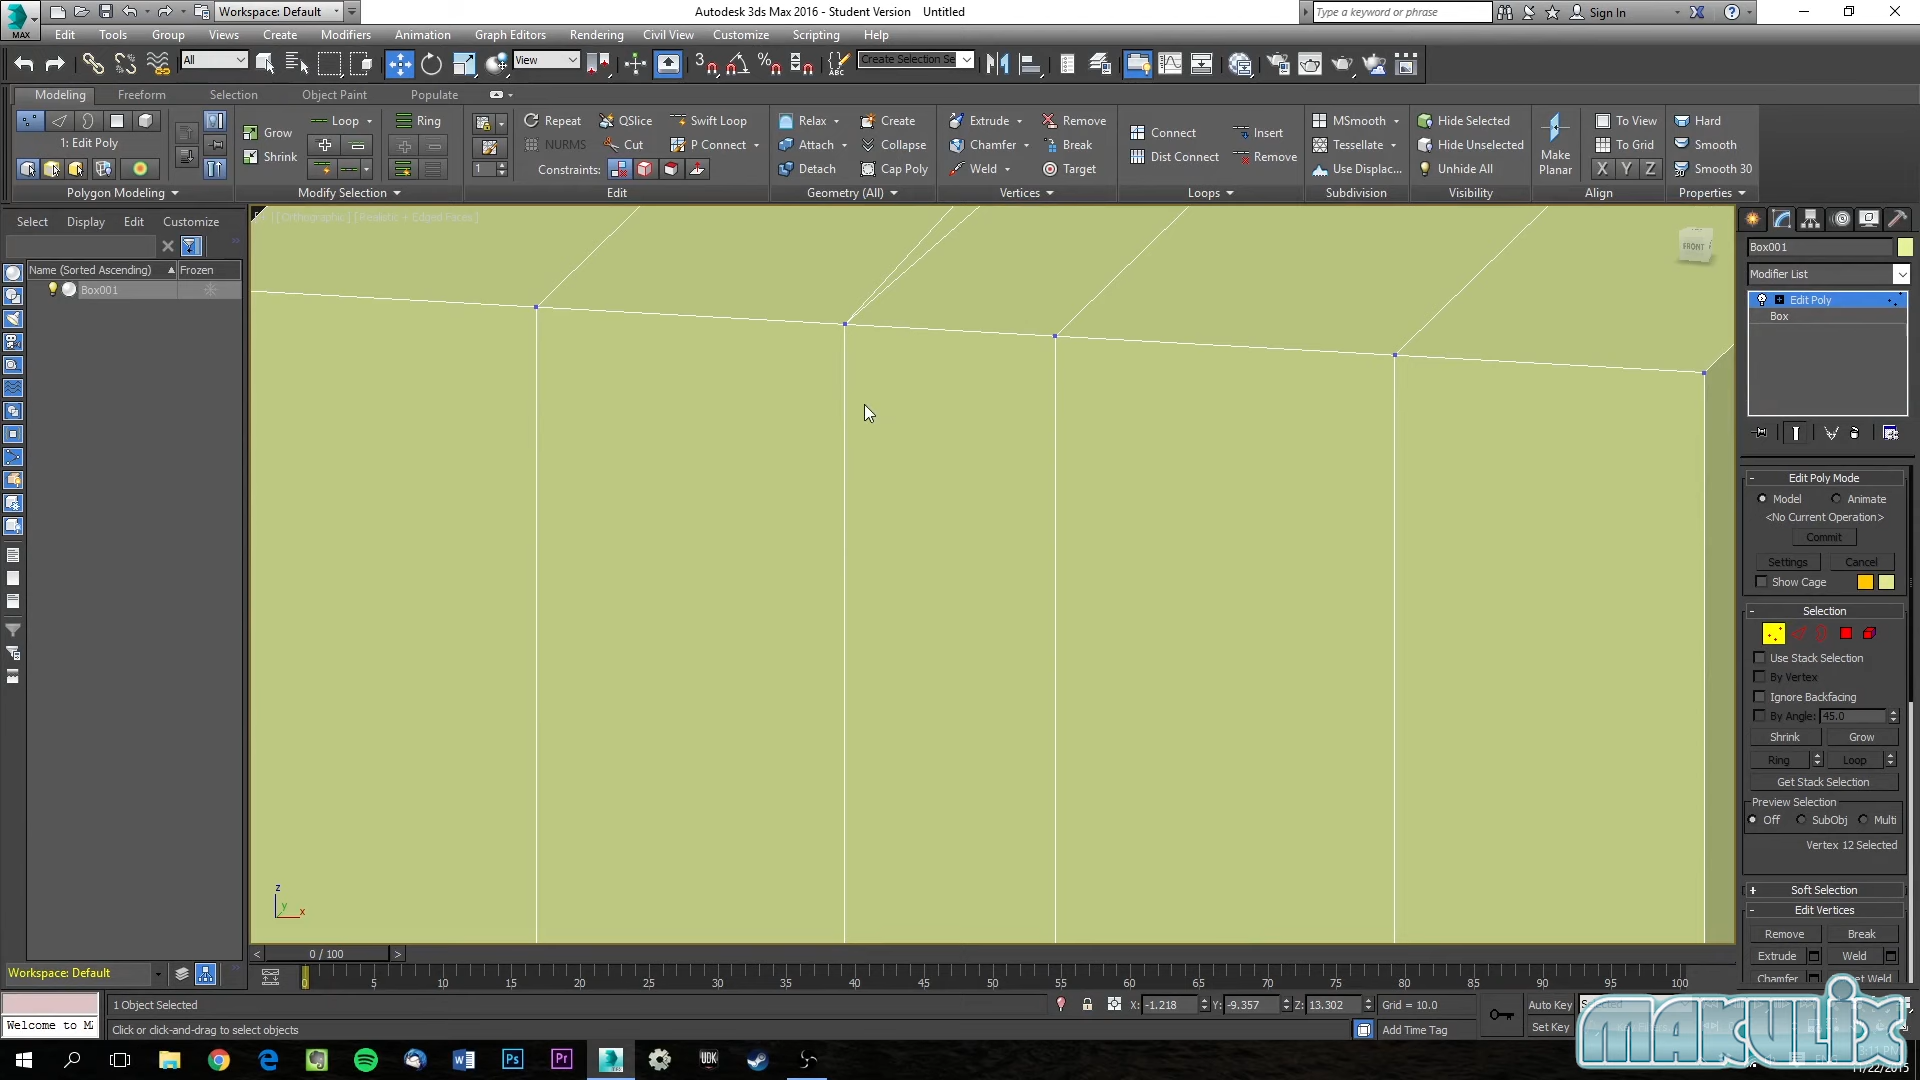 MAX Workspace: Default Autodesk 3ds Max 2016 - Student Version Untitled Type a keyword or phrase Sign In
Edit Tools Group Views Create Modifiers Animation Graph Editors Rendering Civil View Customize Scripting Help
All View Create Selection Se
Modeling Freeform Selection Object Paint Populate
Loop Ring Repeat QSlice Swift Loop Relax Create Extrude Remove MSmooth Hide Selected To View Hard
1: Edit Poly Grow NURMS Cut P Connect Attach Collapse Chamfer Break Connect Insert Tessellate Hide Unselected To Grid Smooth
Shrink 1 Constraints: Detach Cap Poly Weld Target Dist Connect Remove Use Displac... Unhide All Make Planar X Y Z Smooth 30
Polygon Modeling Modify Selection Edit Geometry (All) Vertices Loops Subdivision Visibility Align Properties
Select Display Edit Customize
Name (Sorted Ascending) Frozen
Box001
[ Orthographic ] [ Realistic + Edged Faces ]
FRONT
z
y
x
Box001
Modifier List
Edit Poly
Box
Edit Poly Mode
Model Animate
<No Current Operation>
Commit
Settings Cancel
Show Cage
Selection
Use Stack Selection
By Vertex
Ignore Backfacing
By Angle: 45.0
Shrink Grow
Ring Loop
Get Stack Selection
Preview Selection
Off SubObj Multi
Vertex 12 Selected
Soft Selection
Edit Vertices
Remove Break
Extrude Weld
Chamfer
0 / 100
Workspace: Default
0 5 10 15 20 25 30 35 40 45 50 55 60 65 70 75 80 85 90 95 100
1 Object Selected X: -1.218 Y: -9.357 Z: 13.302 Grid = 10.0 Auto Key
Welcome to M Click or click-and-drag to select objects Add Time Tag Set Key
MAKULIX
W Ps Pr UDK